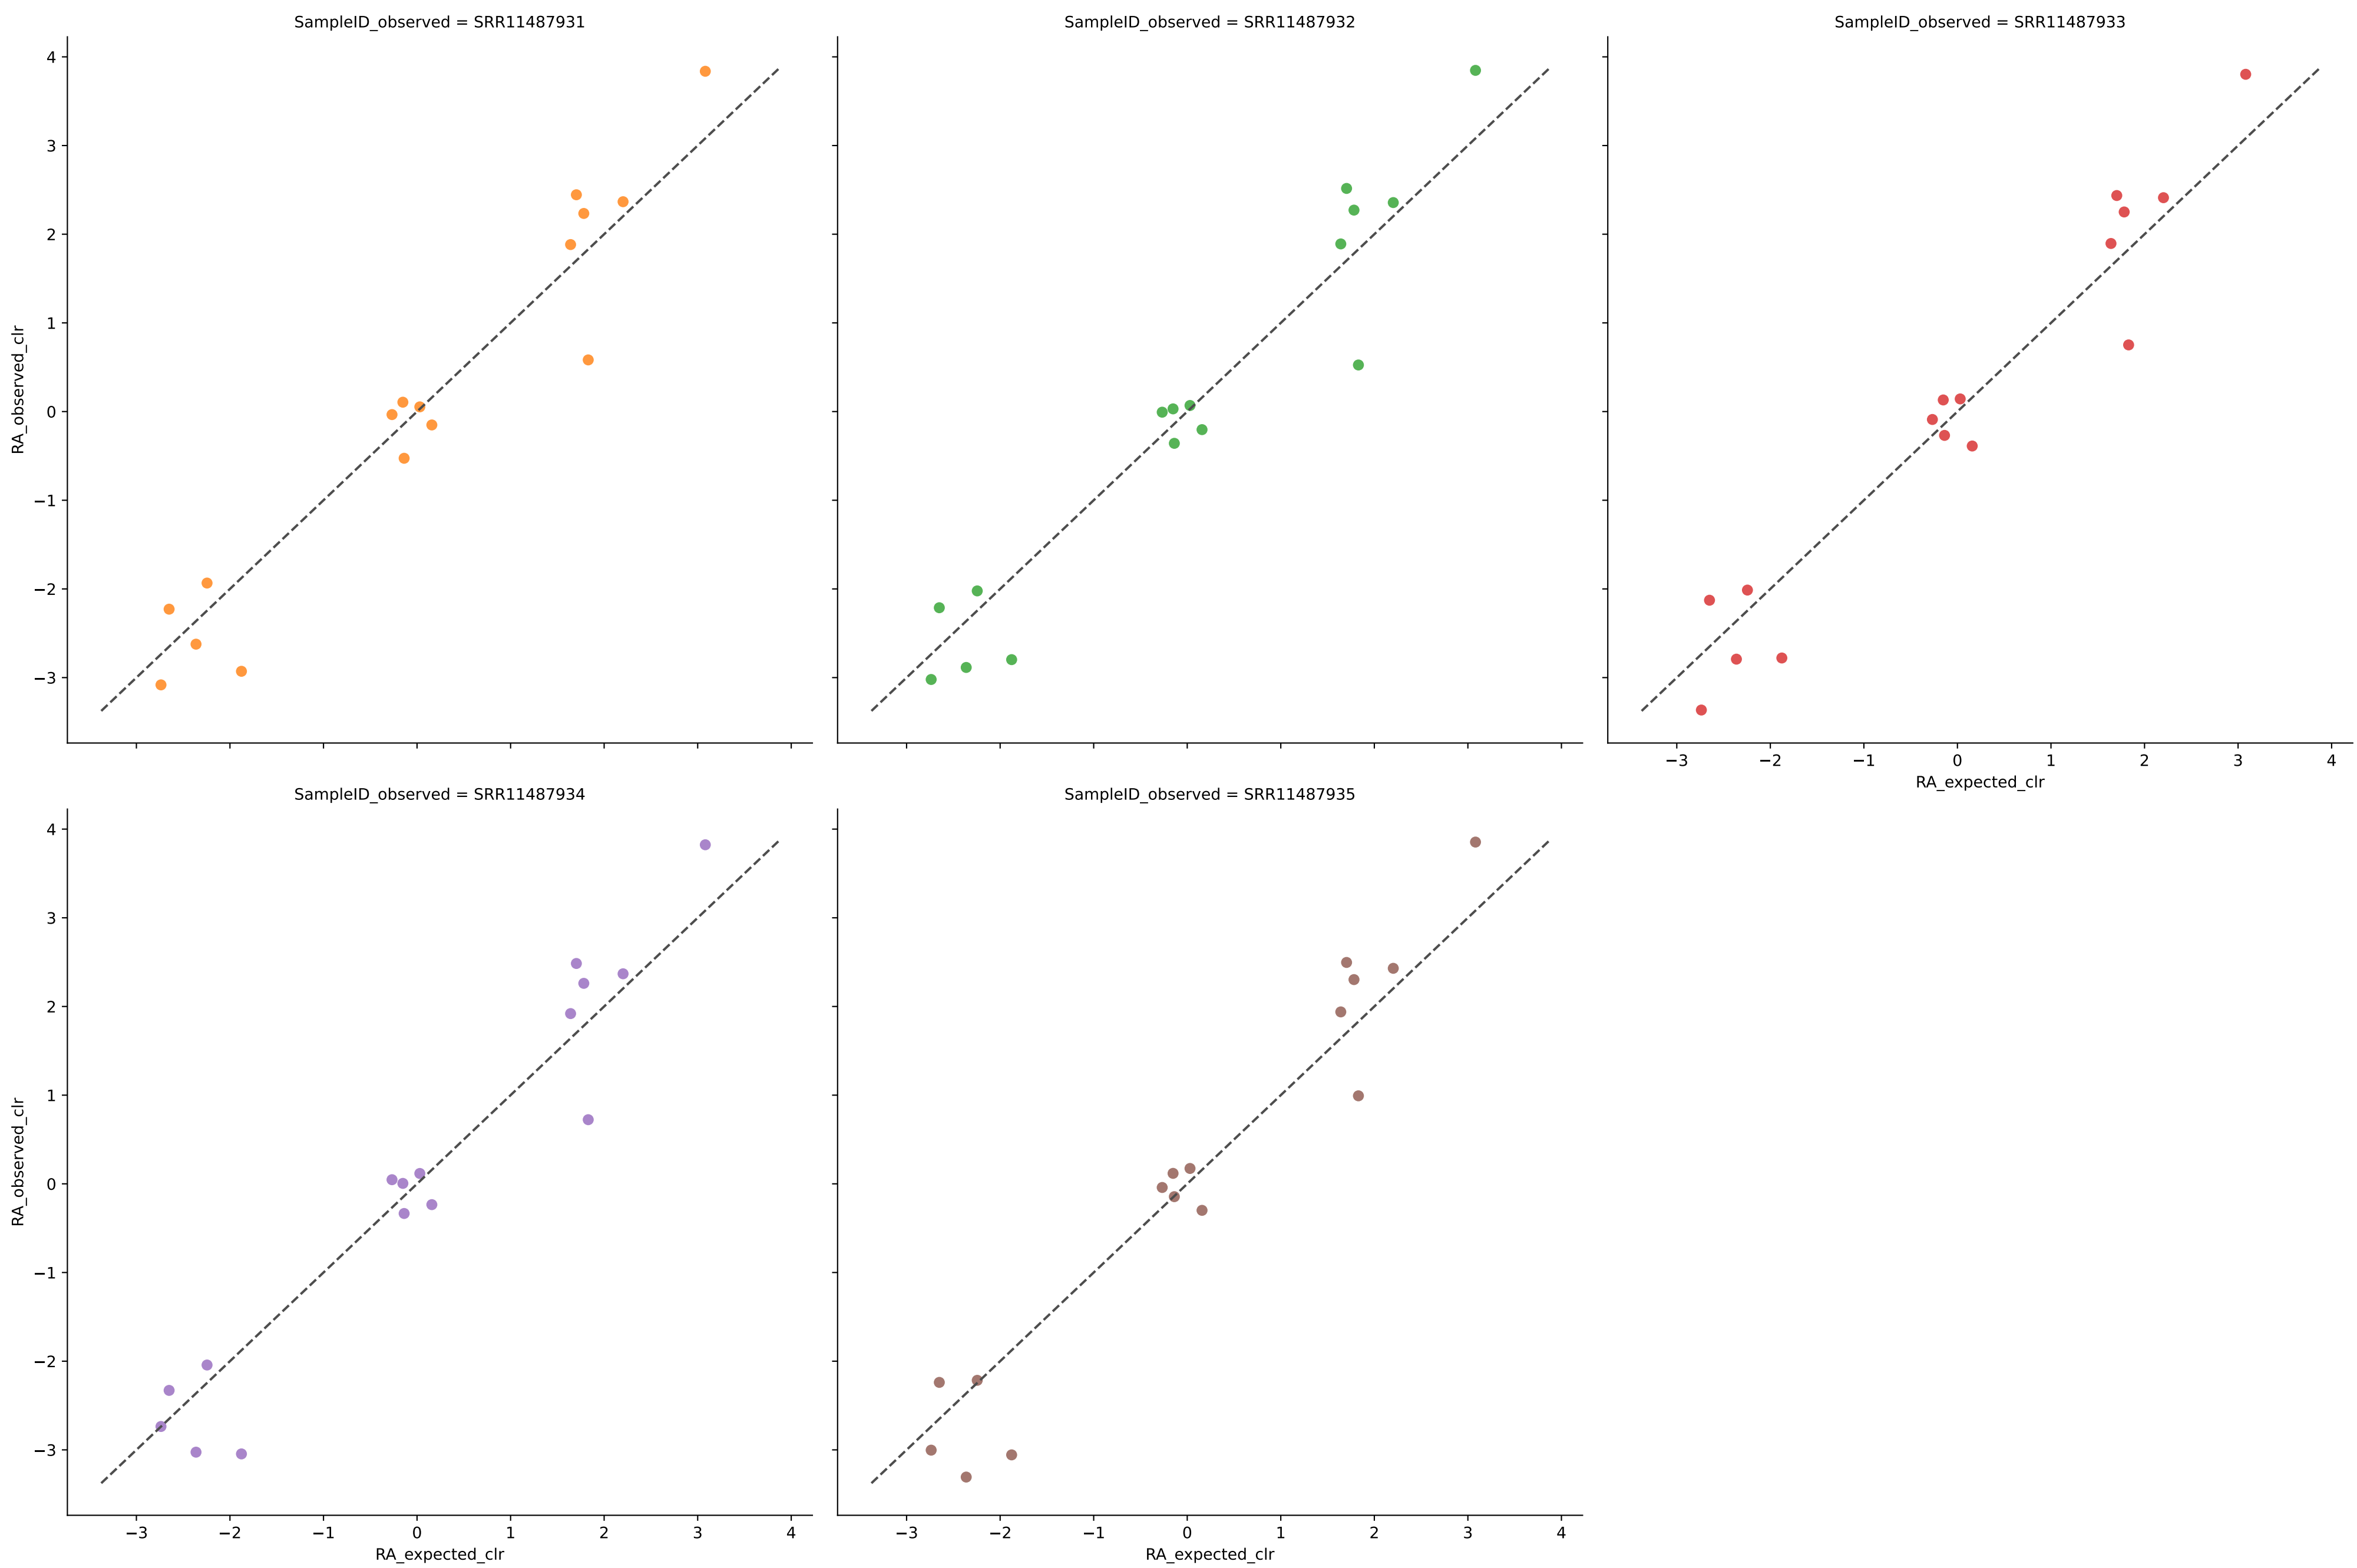 SampleID_observed = SRR11487931
SampleID_observed = SRR11487932
SampleID_observed = SRR11487933
4
3
2
1
0
−1
−2
−3
RA_observed_clr
−3 −2 −1 0 1 2 3 4
RA_expected_clr
SampleID_observed = SRR11487934
SampleID_observed = SRR11487935
4
3
2
1
0
−1
−2
−3
RA_observed_clr
−3 −2 −1 0 1 2 3 4
RA_expected_clr
−3 −2 −1 0 1 2 3 4
RA_expected_clr